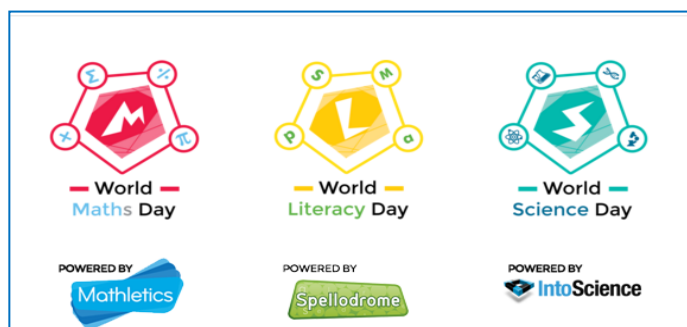 Σ ÷
× π
M
World
Maths Day
POWERED BY
Mathletics
S M
P a
L
World
Literacy Day
POWERED BY
Spellodrome
S
World
Science Day
POWERED BY
IntoScience